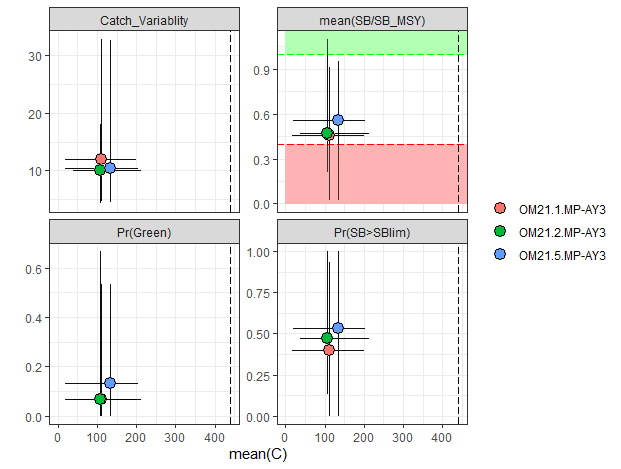 Catch_Variablity
mean(SB/SB_MSY)
30
20
10
0.9
0.6
0.3
0.0
Pr(Green)
Pr(SB>SBlim)
0.6
0.4
0.2
0.0
1.00
0.75
0.50
0.25
0.00
0 100 200 300 400
0 100 200 300 400
mean(C)
OM21.1.MP-AY3
OM21.2.MP-AY3
OM21.5.MP-AY3